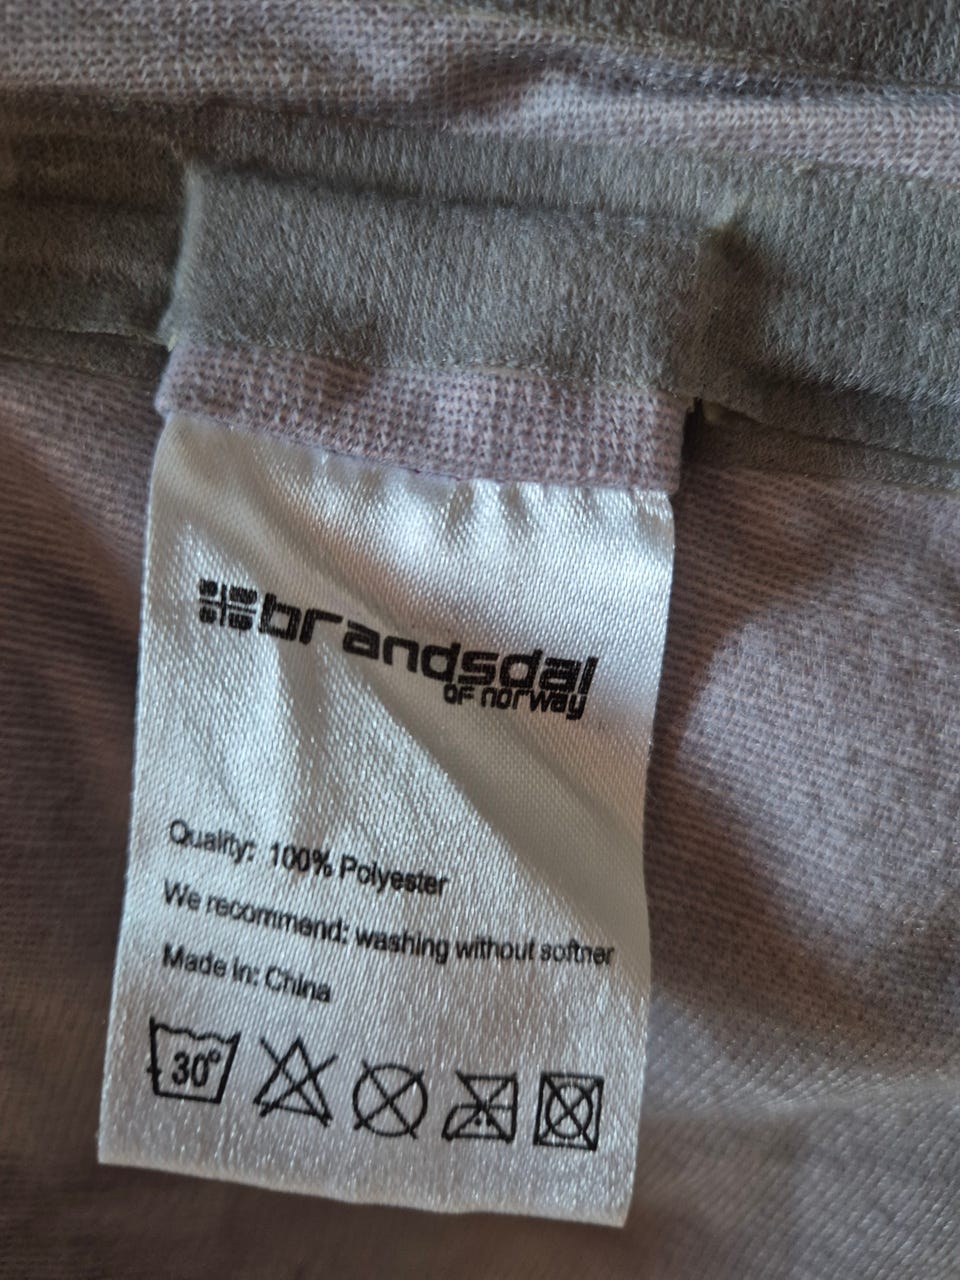 brandsdal
OF norway
Quality: 100% Polyester
We recommend: washing without softner
Made in: China
30°